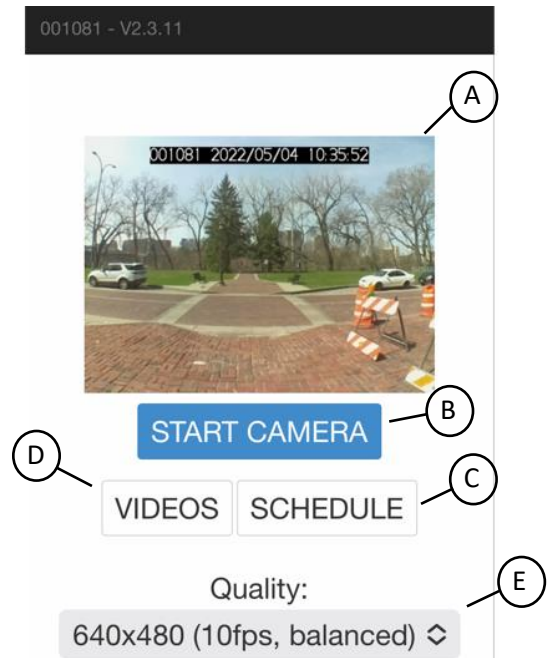 001081 - V2.3.11
A
001081 2022/05/04 10:35:52
START CAMERA
B
D
VIDEOS
SCHEDULE
C
Quality:
E
640x480 (10fps, balanced)